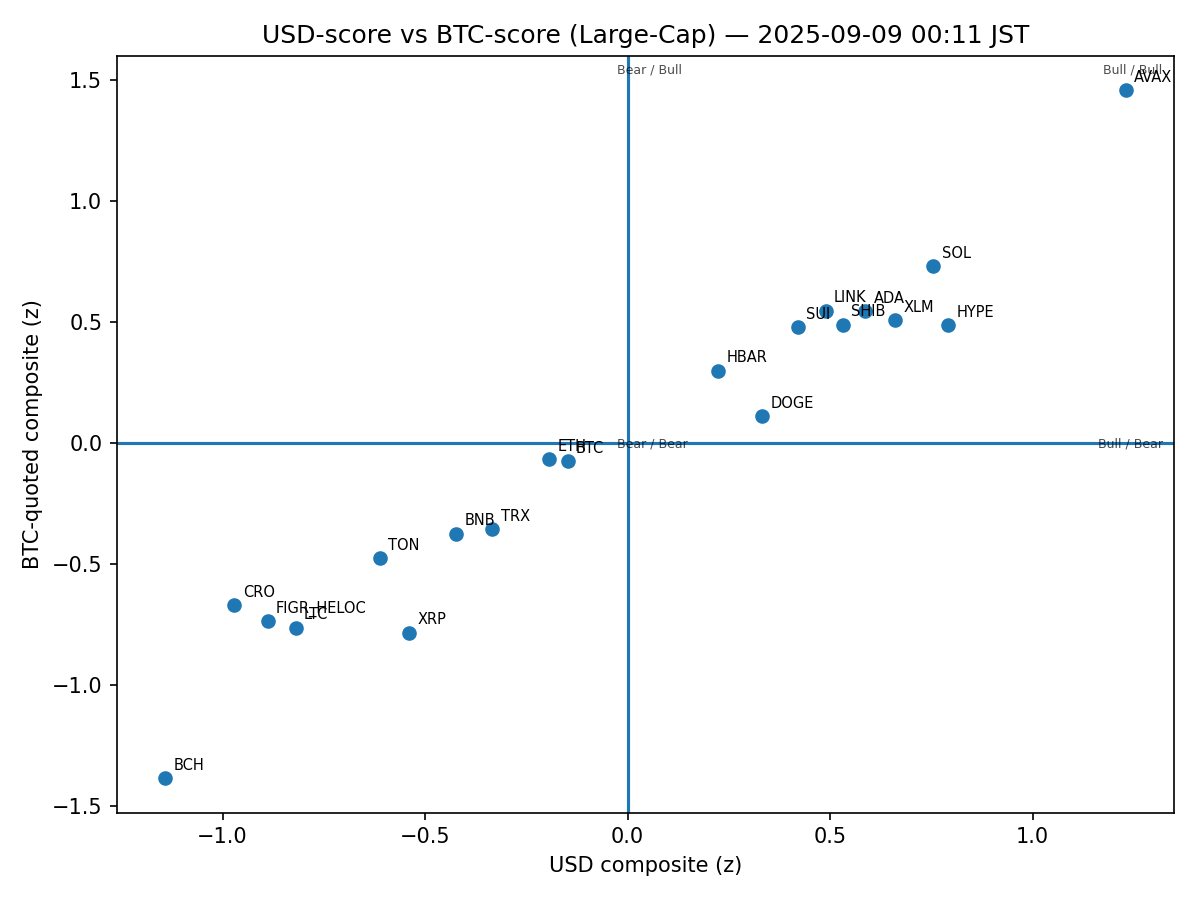 USD-score vs BTC-score (Large-Cap) — 2025-09-09 00:11 JST
Bear / Bull
Bull / Bull
AVAX
1.5
1.0
SOL
LINK
ADA
SUI
SHIB
XLM
HYPE
0.5
HBAR
DOGE
0.0
ETH
BTC
Bear / Bear
Bull / Bear
BNB
TRX
TON
−0.5
CRO
FIGR_HELOC
LTC
XRP
−1.0
BCH
−1.5
−1.0
−0.5
0.0
0.5
1.0
USD composite (z)
BTC-quoted composite (z)